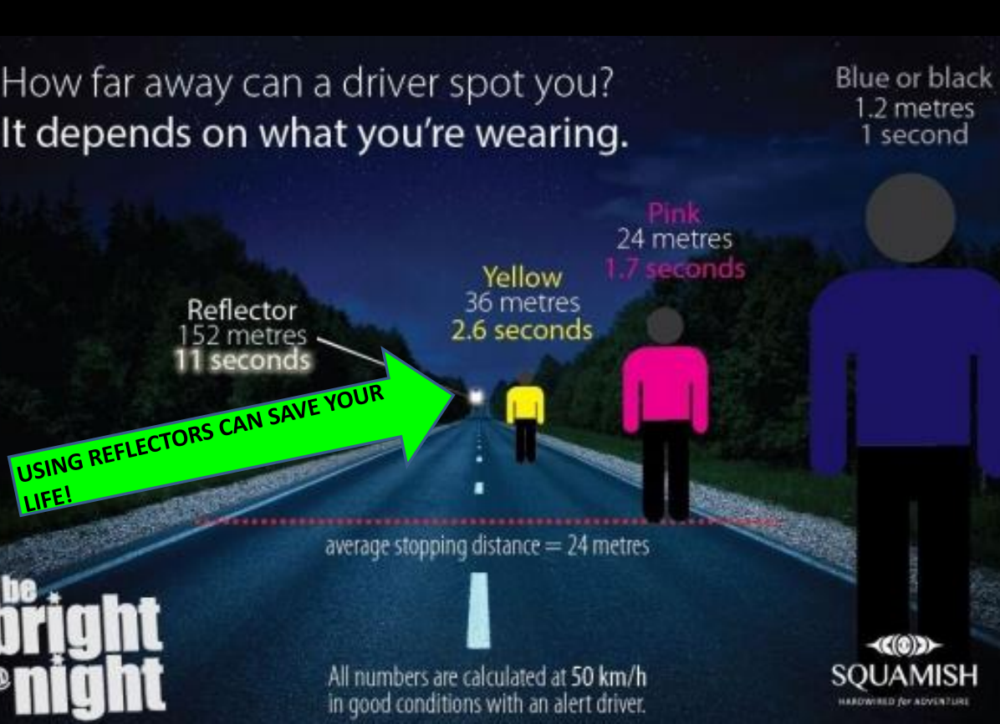 How far away can a driver spot you?
It depends on what you're wearing.
Blue or black
1.2 metres
1 second
Pink
24 metres
1.7 seconds
Yellow
36 metres
2.6 seconds
Reflector
152 metres
11 seconds
USING REFLECTORS CAN SAVE YOUR
LIFE!
average stopping distance = 24 metres
be
bright
@night
All numbers are calculated at 50 km/h
in good conditions with an alert driver.
SQUAMISH
HARDWIRED for ADVENTURE